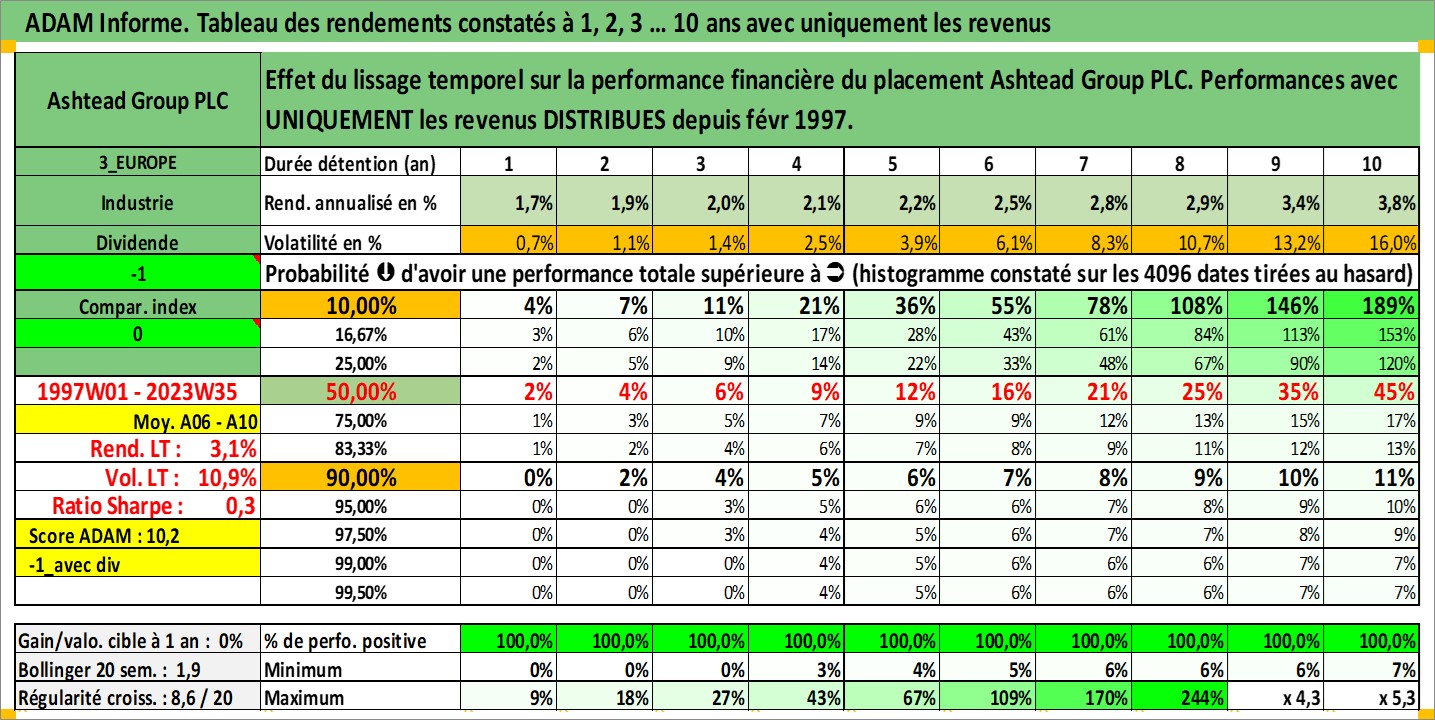 ADAM Informe. Tableau des rendements constatés à 1, 2, 3 ... 10 ans avec uniquement les revenus
Ashtead Group PLC
Effet du lissage temporel sur la performance financière du placement Ashtead Group PLC. Performances avec
UNIQUEMENT les revenus DISTRIBUES depuis févr 1997.
3_EUROPE Durée détention (an) 1 2 3 4 5 6 7 8 9 10
Industrie Rend. annualisé en % 1,7% 1,9% 2,0% 2,1% 2,2% 2,5% 2,8% 2,9% 3,4% 3,8%
Dividende Volatilité en % 0,7% 1,1% 1,4% 2,5% 3,9% 6,1% 8,3% 10,7% 13,2% 16,0%
-1 Probabilité d'avoir une performance totale supérieure à (histogramme constaté sur les 4096 dates tirées au hasard)
Compar. index 10,00% 4% 7% 11% 21% 36% 55% 78% 108% 146% 189%
0 16,67% 3% 6% 10% 17% 28% 43% 61% 84% 113% 153%
25,00% 2% 5% 9% 14% 22% 33% 48% 67% 90% 120%
1997W01 - 2023W35 50,00% 2% 4% 6% 9% 12% 16% 21% 25% 35% 45%
Moy. A06 - A10 75,00% 1% 3% 5% 7% 9% 9% 12% 13% 15% 17%
Rend. LT : 3,1% 83,33% 1% 2% 4% 6% 7% 8% 9% 11% 12% 13%
Vol. LT : 10,9% 90,00% 0% 2% 4% 5% 6% 7% 8% 9% 10% 11%
Ratio Sharpe : 0,3 95,00% 0% 0% 3% 5% 6% 6% 7% 8% 9% 10%
Score ADAM : 10,2 97,50% 0% 0% 3% 4% 5% 6% 7% 7% 8% 9%
-1_avec div 99,00% 0% 0% 0% 4% 5% 6% 6% 6% 7% 7%
99,50% 0% 0% 0% 4% 5% 6% 6% 6% 7% 7%
Gain/valo. cible à 1 an : 0% % de perfo. positive 100,0% 100,0% 100,0% 100,0% 100,0% 100,0% 100,0% 100,0% 100,0% 100,0%
Bollinger 20 sem. : 1,9 Minimum 0% 0% 0% 3% 4% 5% 6% 6% 6% 7%
Régularité croiss. : 8,6 / 20 Maximum 9% 18% 27% 43% 67% 109% 170% 244% x 4,3 x 5,3